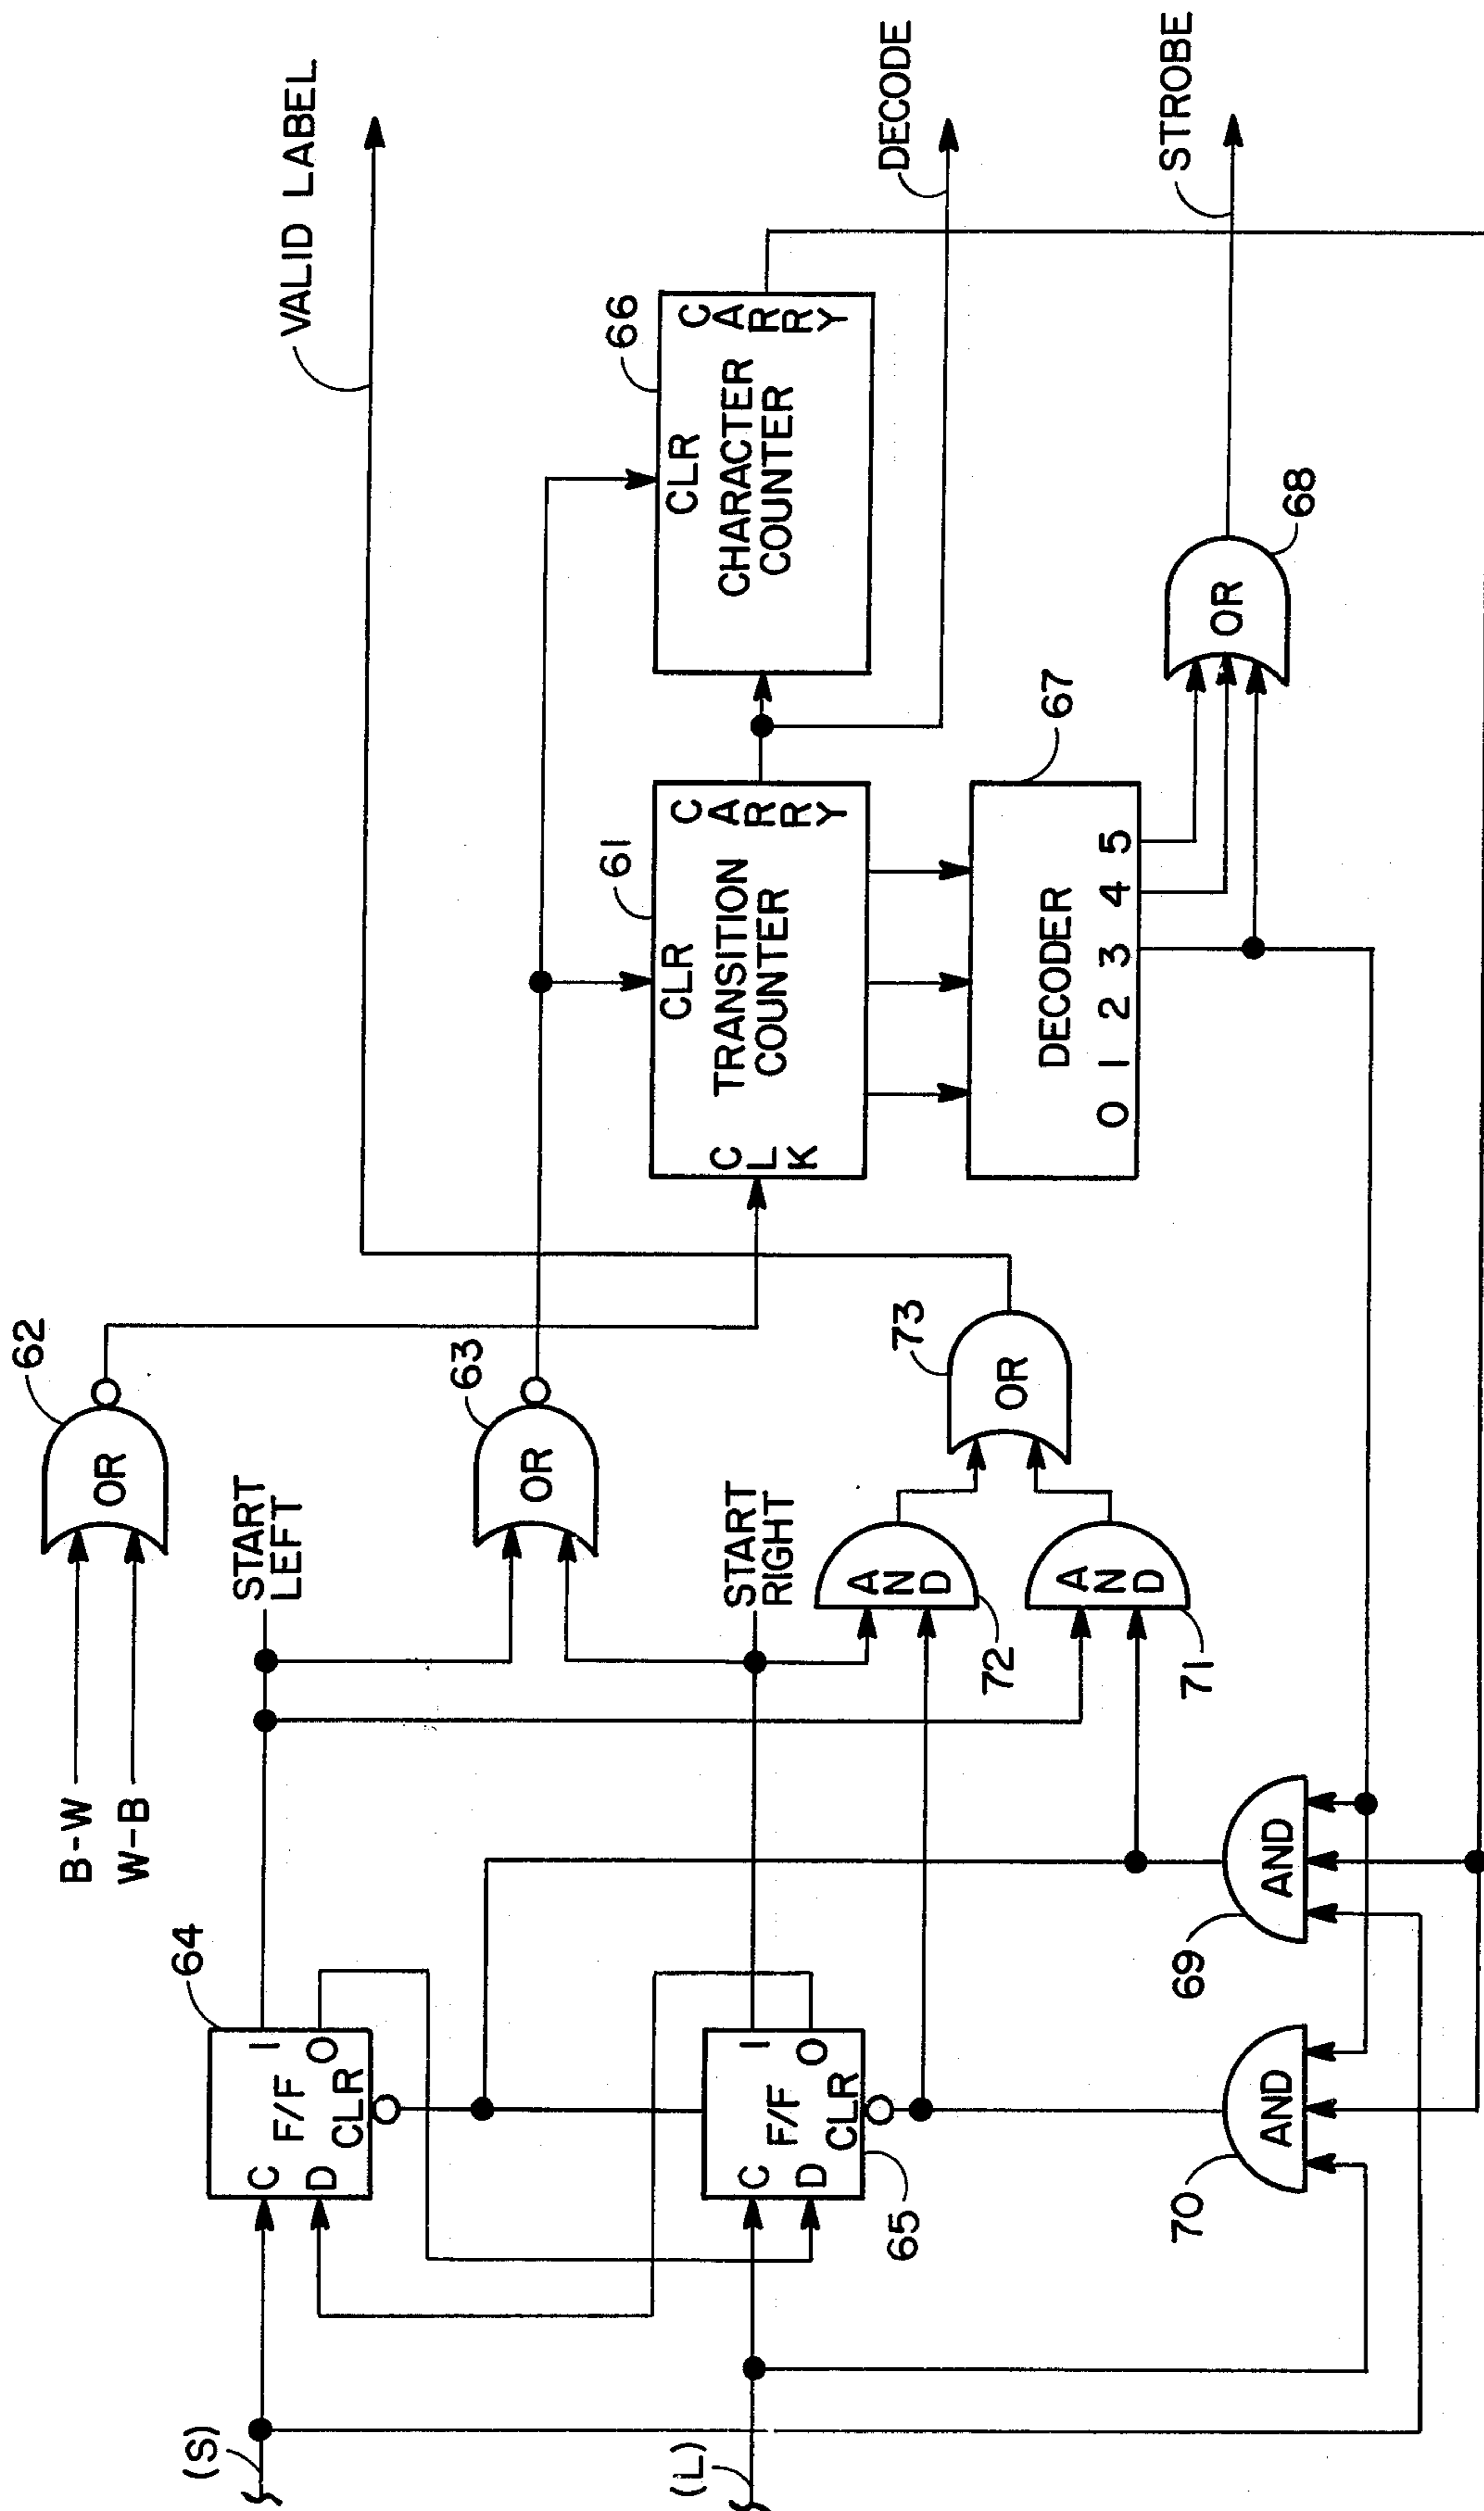 B-W
W-B
OR
62
(S)
64
C
D
F/F
CLR
1
0
START
LEFT
OR
63
VALID LABEL
(L)
C
D
F/F
CLR
1
0
65
START
RIGHT
AND
72
AND
71
OR
73
CLK
CLR
TRANSITION
COUNTER
CARRY
61
CLR
CHARACTER
COUNTER
CARRY
66
DECODE
DECODER
0 1 2 3 4 5
67
OR
68
STROBE
AND
70
AND
69